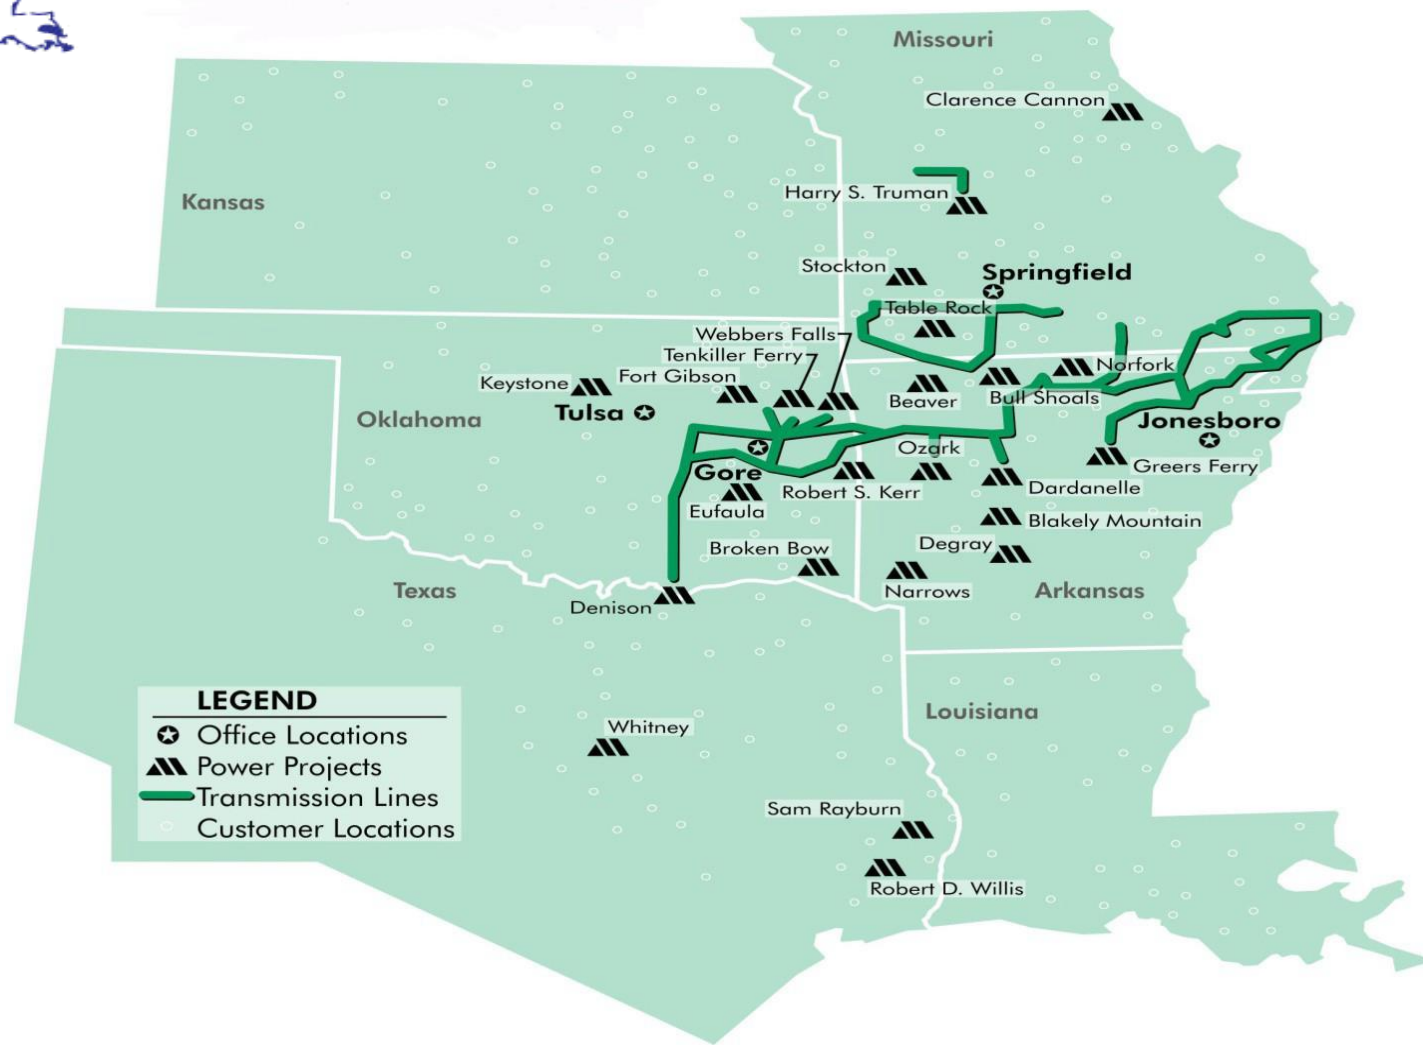 Missouri
Clarence Cannon
Harry S. Truman
Kansas
Stockton
Springfield
Table Rock
Webbers Falls
Tenkiller Ferry
Fort Gibson
Keystone
Tulsa
Oklahoma
Norfork
Beaver
Bull Shoals
Jonesboro
Ozark
Gore
Greers Ferry
Robert S. Kerr
Dardanelle
Eufaula
Blakely Mountain
Degray
Broken Bow
Narrows
Arkansas
Texas
Denison
LEGEND
Office Locations
Power Projects
Transmission Lines
Customer Locations
Louisiana
Whitney
Sam Rayburn
Robert D. Willis